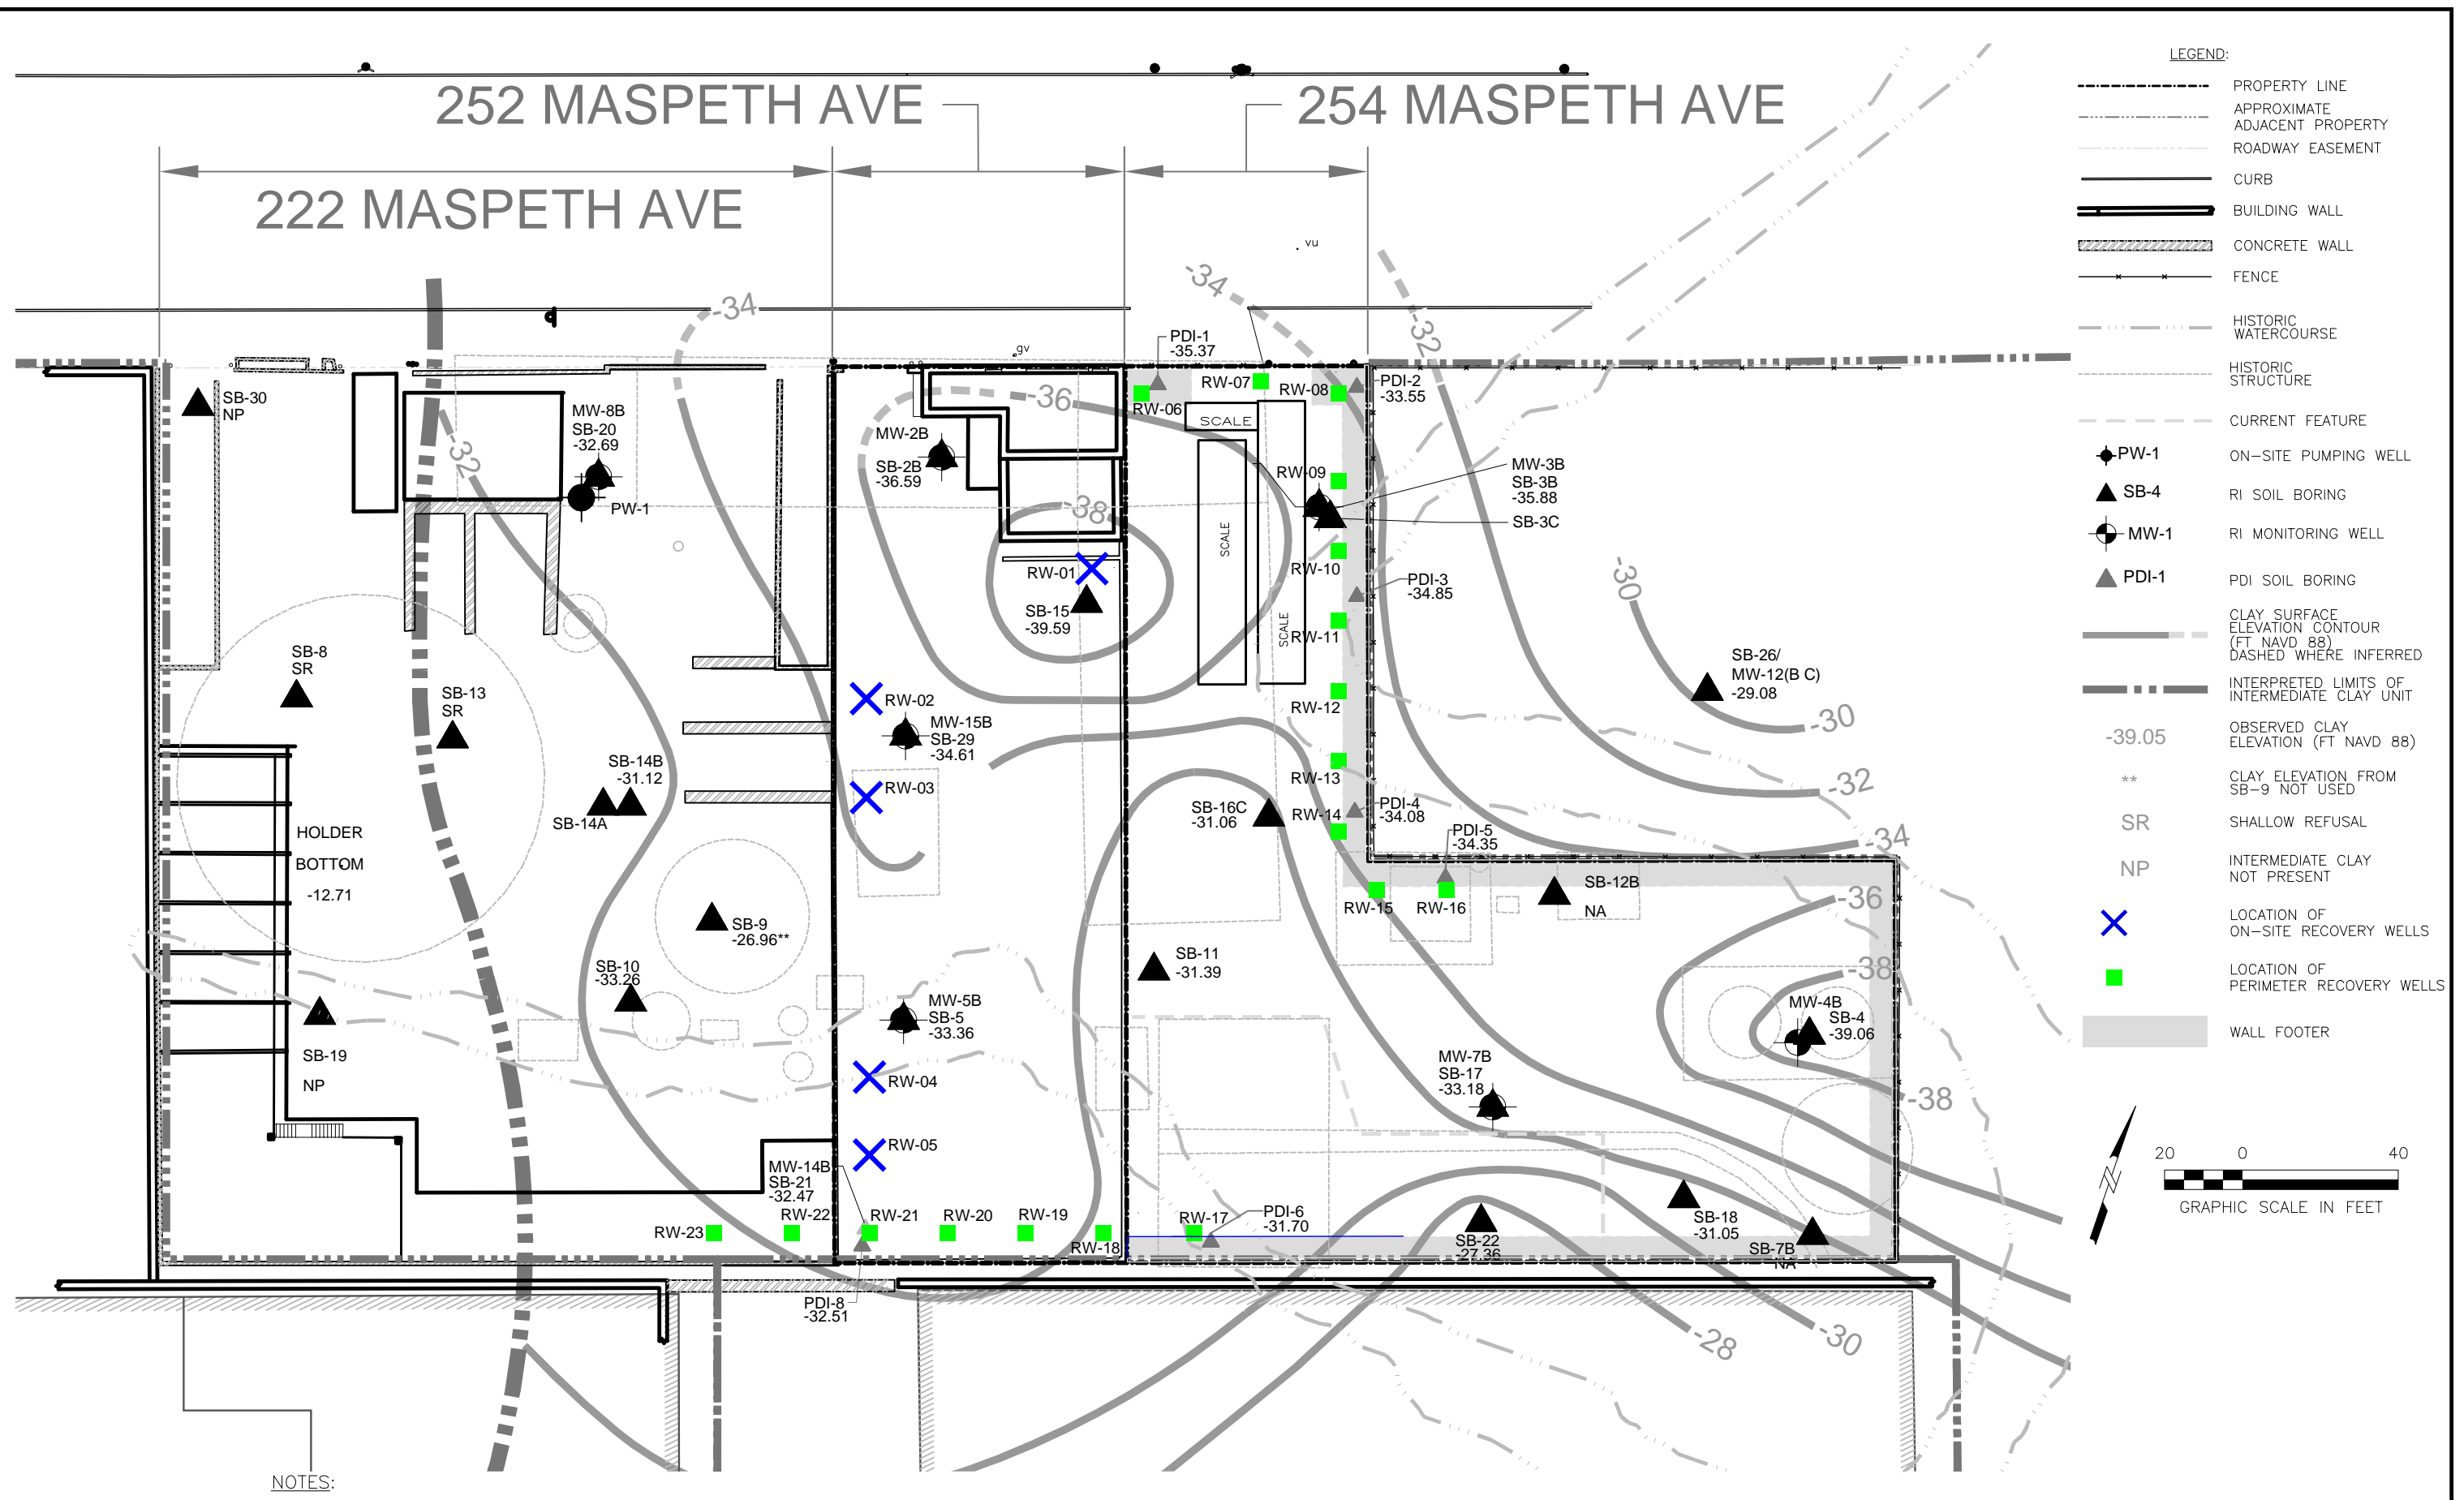 252 MASPETH AVE
254 MASPETH AVE
222 MASPETH AVE
vu
gv
-34
-34
-32
-36
-32
-38
-30
-30
-32
-34
-36
-38
-38
-28
-30
SB-30
NP
MW-8B
SB-20
-32.69
PW-1
MW-2B
SB-2B
-36.59
PDI-1
-35.37
RW-06
RW-07
RW-08
PDI-2
-33.55
SCALE
SCALE
SCALE
RW-09
MW-3B
SB-3B
-35.88
SB-3C
RW-10
PDI-3
-34.85
RW-11
RW-01
SB-15
-39.59
SB-8
SR
SB-13
SR
RW-02
MW-15B
SB-29
-34.61
RW-12
SB-26/
MW-12(B C)
-29.08
SB-14B
-31.12
SB-14A
RW-03
RW-13
SB-16C
-31.06
RW-14
PDI-4
-34.08
PDI-5
-34.35
HOLDER
BOTTOM
-12.71
SB-9
-26.96**
RW-15
RW-16
SB-12B
NA
SB-10
-33.26
SB-11
-31.39
SB-19
NP
MW-5B
SB-5
-33.36
MW-4B
SB-4
-39.06
RW-04
MW-7B
SB-17
-33.18
RW-05
MW-14B
SB-21
-32.47
RW-23
RW-22
RW-21
RW-20
RW-19
RW-18
RW-17
PDI-6
-31.70
SB-22
-27.36
SB-18
-31.05
SB-7B
NA
PDI-8
-32.51
NOTES:
LEGEND:
PROPERTY LINE
APPROXIMATE
ADJACENT PROPERTY
ROADWAY EASEMENT
CURB
BUILDING WALL
CONCRETE WALL
FENCE
HISTORIC
WATERCOURSE
HISTORIC
STRUCTURE
CURRENT FEATURE
PW-1 ON-SITE PUMPING WELL
SB-4 RI SOIL BORING
MW-1 RI MONITORING WELL
PDI-1 PDI SOIL BORING
CLAY SURFACE
ELEVATION CONTOUR
(FT NAVD 88)
DASHED WHERE INFERRED
INTERPRETED LIMITS OF
INTERMEDIATE CLAY UNIT
-39.05 OBSERVED CLAY
ELEVATION (FT NAVD 88)
** CLAY ELEVATION FROM
SB-9 NOT USED
SR SHALLOW REFUSAL
NP INTERMEDIATE CLAY
NOT PRESENT
LOCATION OF
ON-SITE RECOVERY WELLS
LOCATION OF
PERIMETER RECOVERY WELLS
WALL FOOTER
20 0 40
GRAPHIC SCALE IN FEET